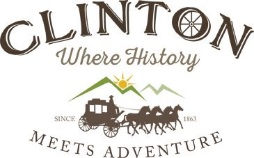 CLINTON
Where History
SINCE 1863
MEETS ADVENTURE